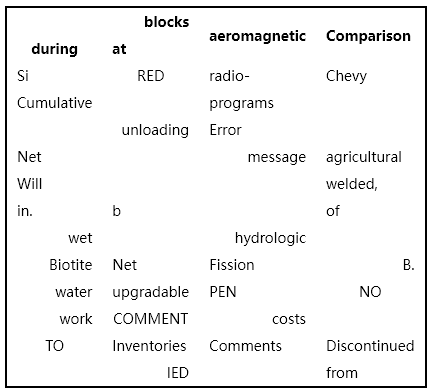 blocks
during at aeromagnetic Comparison
Si RED radio- Chevy
Cumulative programs
unloading Error
Net message agricultural
Will welded,
in. b of
wet hydrologic
Biotite Net Fission B.
water upgradable PEN NO
work COMMENT costs
TO Inventories Comments Discontinued
IED from